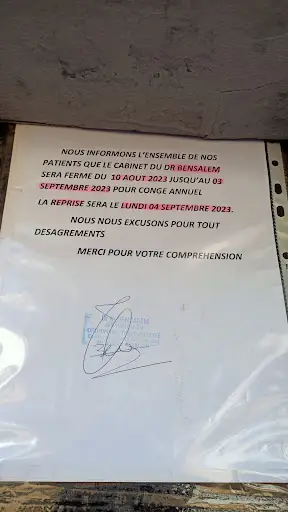 NOUS INFORMONS L'ENSEMBLE DE NOS
PATIENTS QUE LE CABINET DU DR BENSALEM
SERA FERME DU 10 AOUT 2023 JUSQU'AU 03
SEPTEMBRE 2023 POUR CONGE ANNUEL
LA REPRISE SERA LE LUNDI 04 SEPTEMBRE 2023.
NOUS NOUS EXCUSONS POUR TOUT
DESAGREMENTS
MERCI POUR VOTRE COMPREHENSION